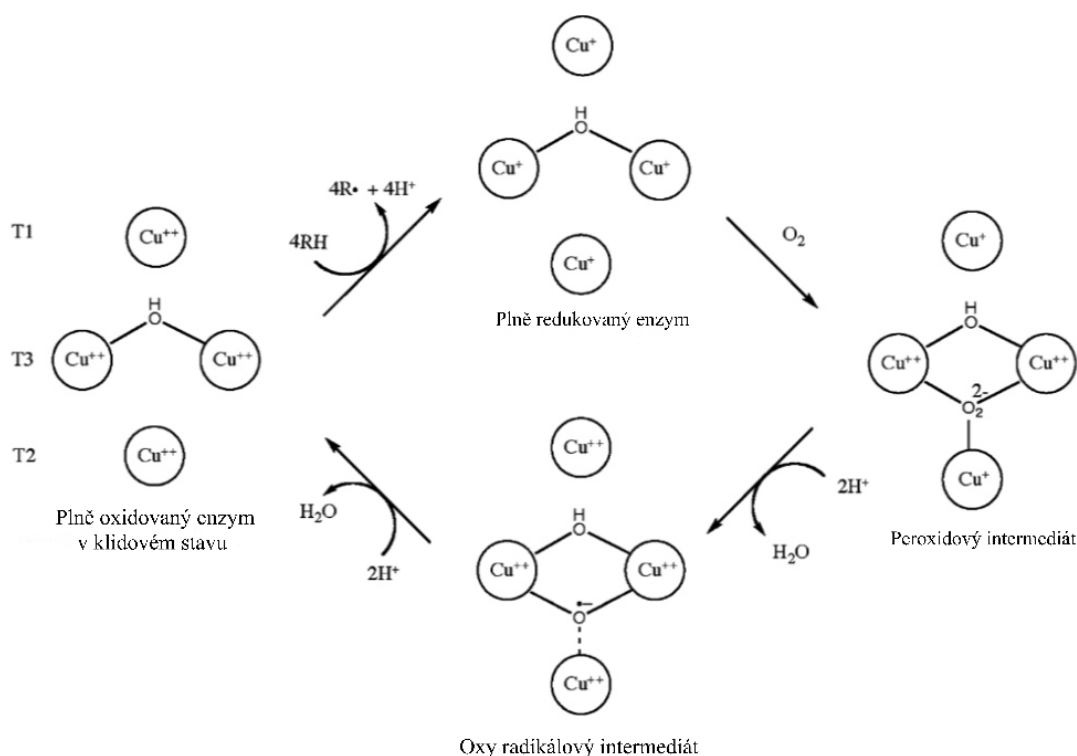 Cu⁺
H
O
Cu⁺ Cu⁺
Cu⁺
Plně redukovaný enzym
4R• + 4H⁺
4RH
O₂
T1
Cu⁺⁺
H
O
T3
Cu⁺⁺ Cu⁺⁺
T2
Cu⁺⁺
Plně oxidovaný enzym
v klidovém stavu
Cu⁺
H
O
Cu⁺⁺ Cu⁺⁺
2-
O₂
Cu⁺
Peroxidový intermediát
2H⁺
H₂O
Cu⁺⁺
H
O
Cu⁺⁺ Cu⁺⁺
•−
O
Cu⁺⁺
Oxy radikálový intermediát
H₂O
2H⁺